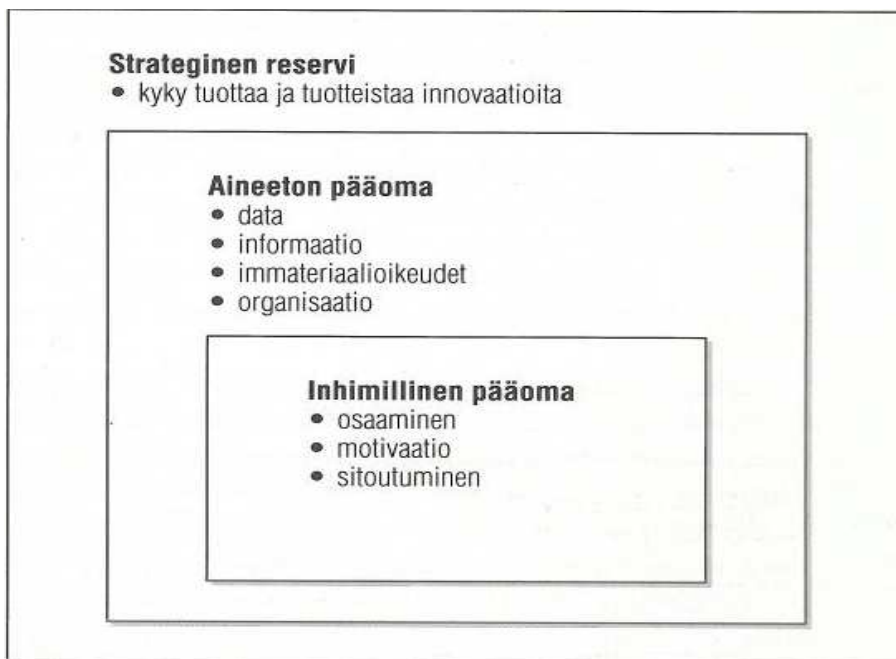 Strateginen reservi
• kyky tuottaa ja tuotteistaa innovaatioita
Aineeton pääoma
• data
• informaatio
• immateriaalioikeudet
• organisaatio
Inhimillinen pääoma
• osaaminen
• motivaatio
• sitoutuminen